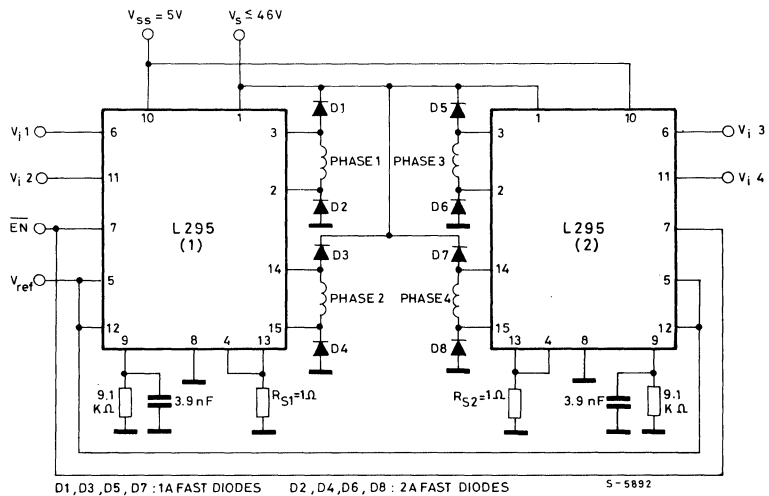 VSS = 5V
VS ≤ 46V
10
1
D1
D5
1
10
Vi 1
6
3
3
6
Vi 3
PHASE 1
PHASE 3
Vi 2
11
2
2
11
Vi 4
D2
D6
EN
7
L295
(1)
L295
(2)
7
D3
D7
Vref
5
14
14
5
PHASE 2
PHASE 4
12
15
15
12
9
8
4
13
D4
D8
13
4
8
9
9.1
KΩ
3.9 nF
RS1=1Ω
RS2=1Ω
3.9 nF
9.1
KΩ
D1, D3, D5, D7 : 1A FAST DIODES
D2, D4, D6, D8 : 2A FAST DIODES
S-5892